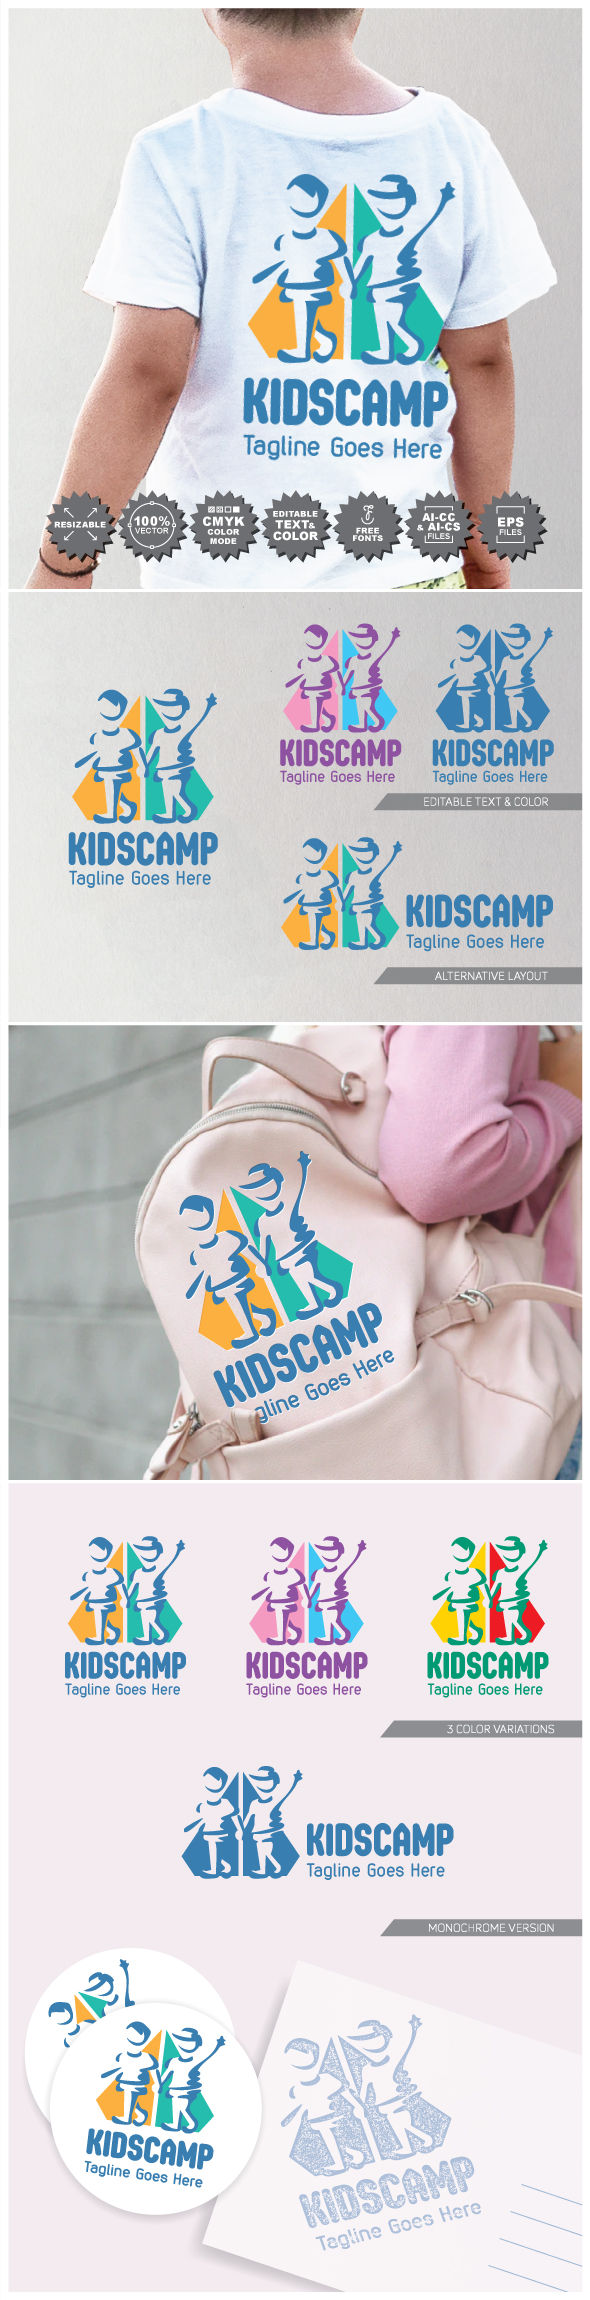 KIDSCAMP
Tagline Goes Here
RESIZABLE
100%
VECTOR
CMYK
COLOR
MODE
EDITABLE
TEXT&
COLOR
FREE
FONTS
AI-CC
& AI-CS
FILES
EPS
FILES
KIDSCAMP
Tagline Goes Here
KIDSCAMP
Tagline Goes Here
EDITABLE TEXT & COLOR
KIDSCAMP
Tagline Goes Here
KIDSCAMP
Tagline Goes Here
ALTERNATIVE LAYOUT
KIDSCAMP
gline Goes Here
KIDSCAMP
Tagline Goes Here
KIDSCAMP
Tagline Goes Here
KIDSCAMP
Tagline Goes Here
3 COLOR VARIATIONS
KIDSCAMP
Tagline Goes Here
MONOCHROME VERSION
KIDSCAMP
Tagline Goes Here
KIDSCAMP
Tagline Goes Here